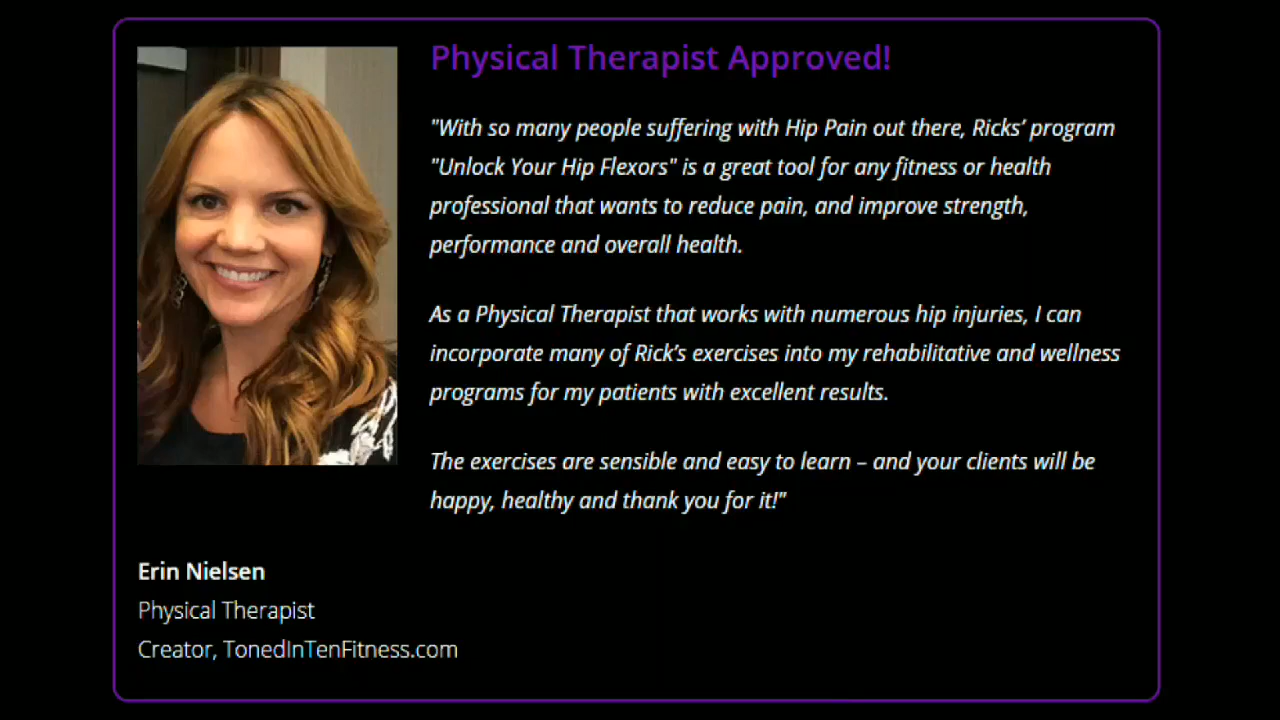 Physical Therapist Approved!
"With so many people suffering with Hip Pain out there, Ricks’ program
"Unlock Your Hip Flexors" is a great tool for any fitness or health
professional that wants to reduce pain, and improve strength,
performance and overall health.
As a Physical Therapist that works with numerous hip injuries, I can
incorporate many of Rick’s exercises into my rehabilitative and wellness
programs for my patients with excellent results.
The exercises are sensible and easy to learn – and your clients will be
happy, healthy and thank you for it!”
Erin Nielsen
Physical Therapist
Creator, TonedInTenFitness.com